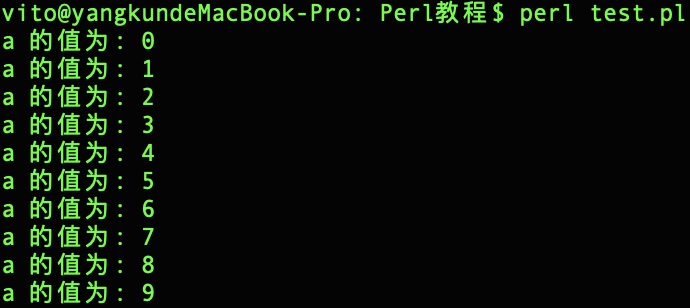 vito@yangkundeMacBook-Pro: Perl教程$ perl test.pl
a 的值为: 0
a 的值为: 1
a 的值为: 2
a 的值为: 3
a 的值为: 4
a 的值为: 5
a 的值为: 6
a 的值为: 7
a 的值为: 8
a 的值为: 9